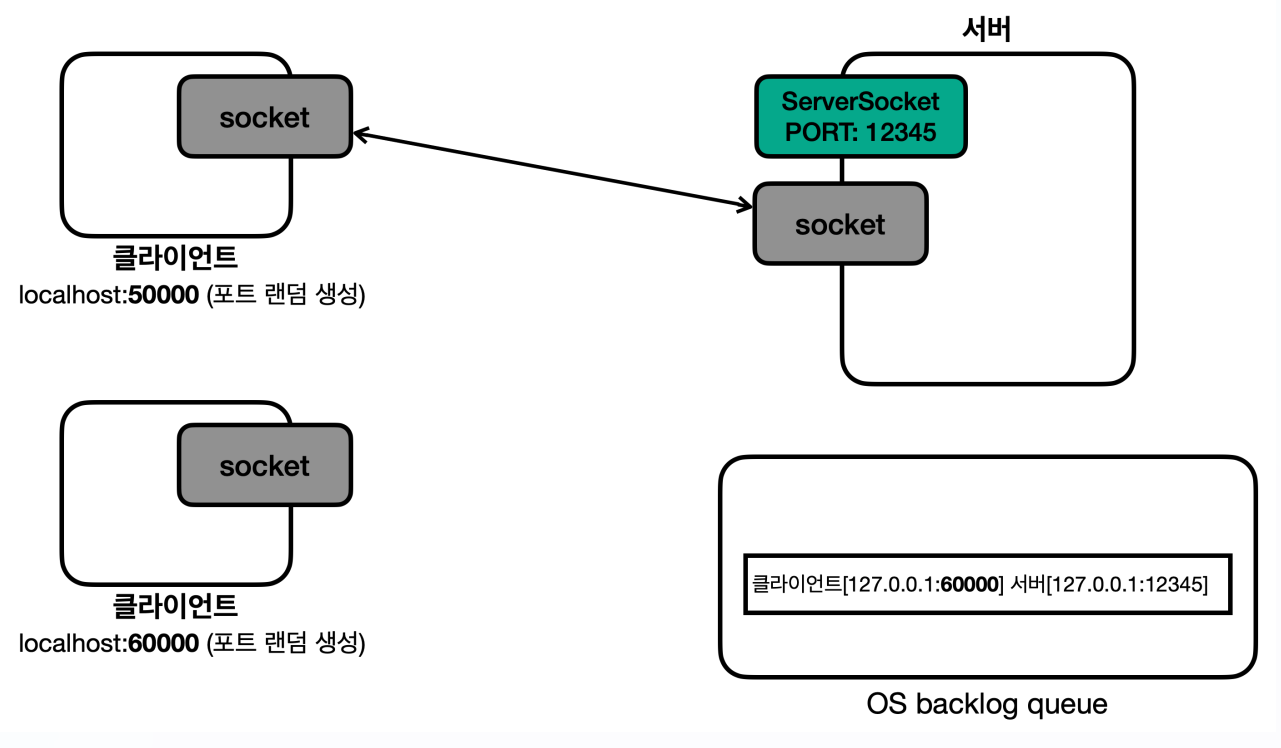 서버
socket
ServerSocket
PORT: 12345
socket
클라이언트
localhost:50000 (포트 랜덤 생성)
socket
클라이언트
localhost:60000 (포트 랜덤 생성)
클라이언트[127.0.0.1:60000] 서버[127.0.0.1:12345]
OS backlog queue